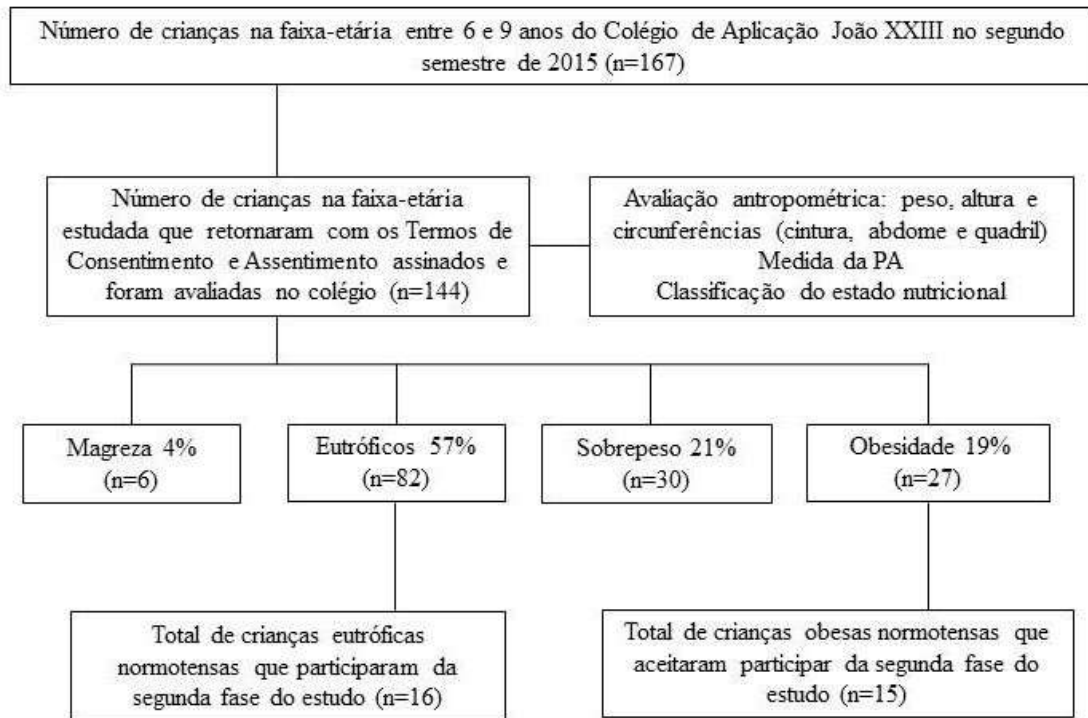 Número de crianças na faixa-etária entre 6 e 9 anos do Colégio de Aplicação João XXIII no segundo
semestre de 2015 (n=167)
Número de crianças na faixa-etária
estudada que retornaram com os Termos de
Consentimento e Assentimento assinados e
foram avaliadas no colégio (n=144)
Avaliação antropométrica: peso, altura e
circunferências (cintura, abdome e quadril)
Medida da PA
Classificação do estado nutricional
Magreza 4%
(n=6)
Eutróficos 57%
(n=82)
Sobrepeso 21%
(n=30)
Obesidade 19%
(n=27)
Total de crianças eutróficas
normotensas que participaram da
segunda fase do estudo (n=16)
Total de crianças obesas normotensas que
aceitaram participar da segunda fase do
estudo (n=15)